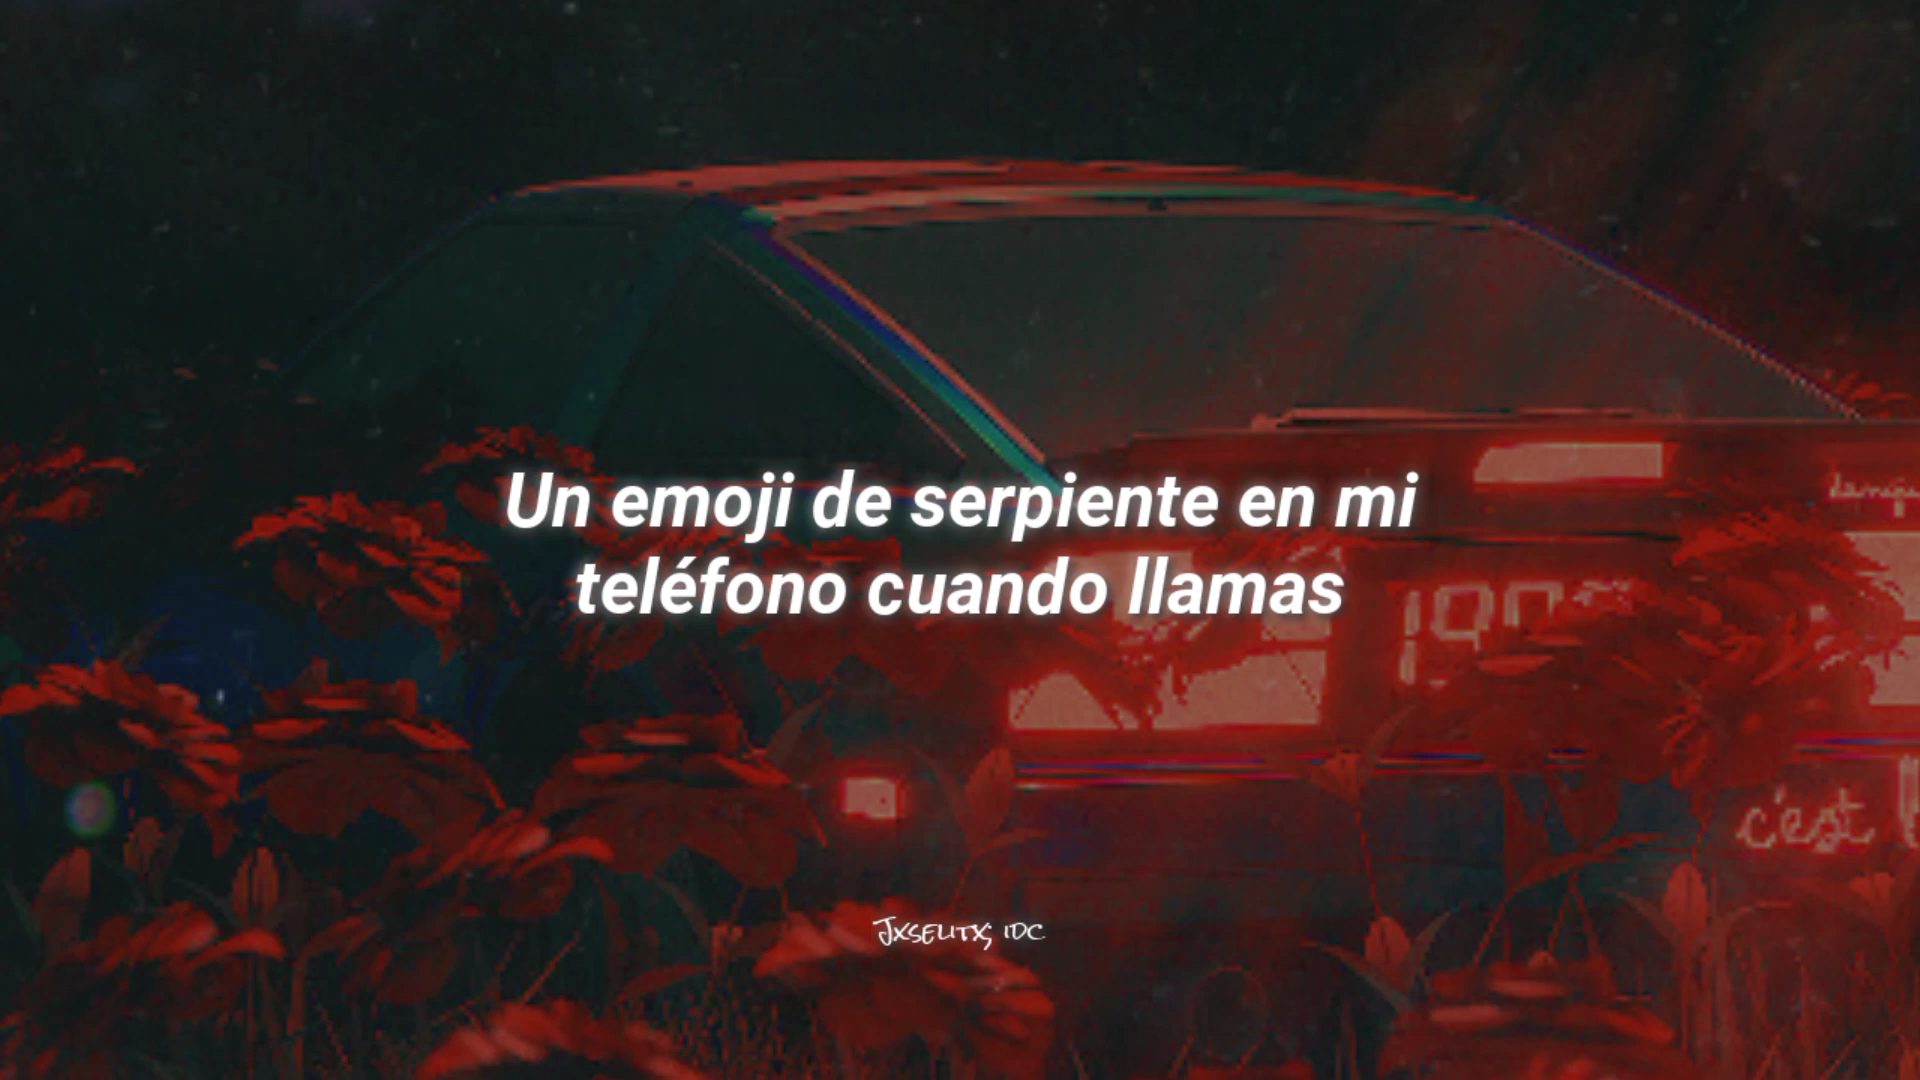 Un emoji de serpiente en mi
teléfono cuando llamas
c'est
Jxselitx; IDC